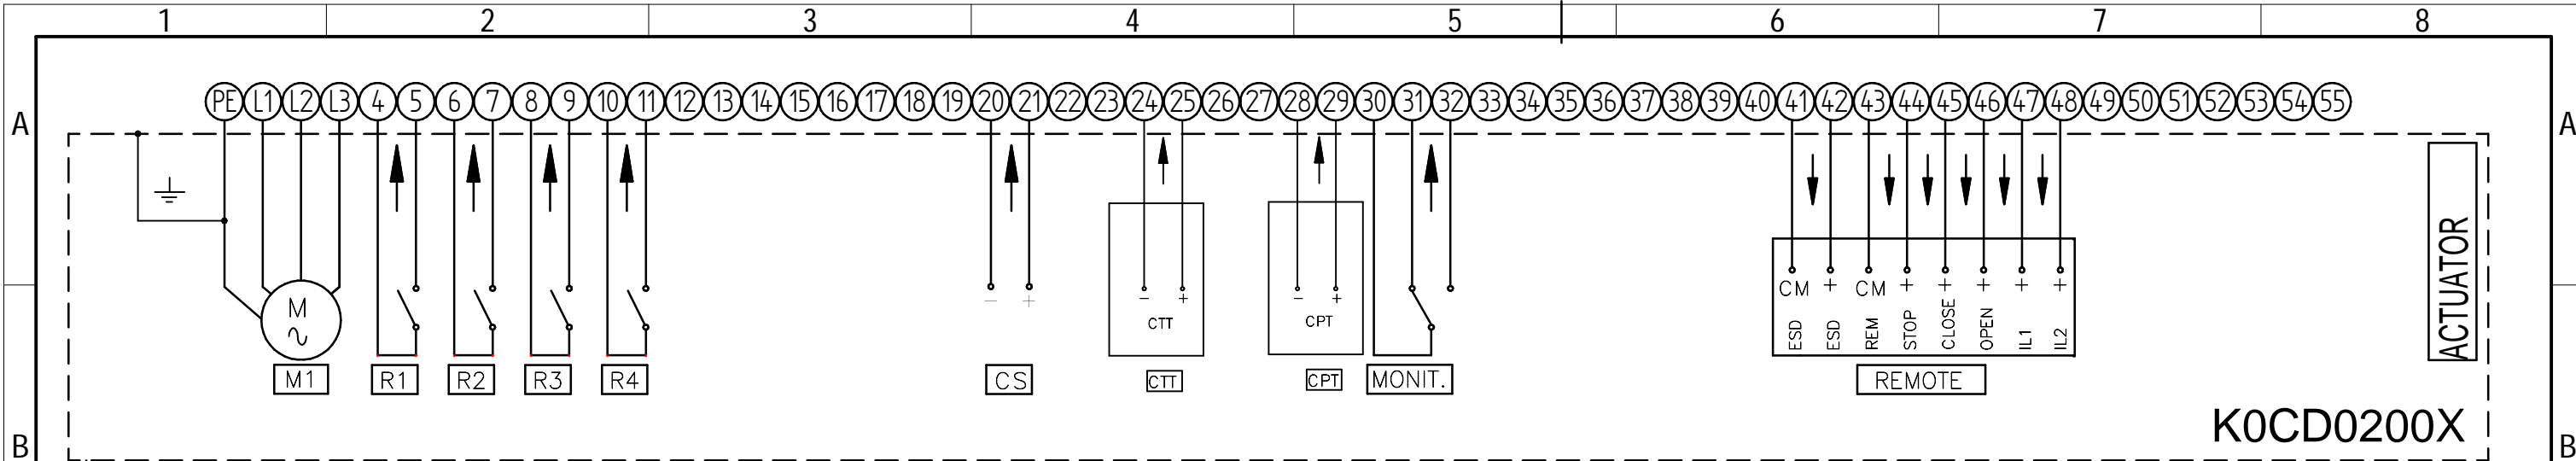 1 2 3 4 5 6 7 8
PE L1 L2 L3 4 5 6 7 8 9 10 11 12 13 14 15 16 17 18 19 20 21 22 23 24 25 26 27 28 29 30 31 32 33 34 35 36 37 38 39 40 41 42 43 44 45 46 47 48 49 50 51 52 53 54 55
A A
ACTUATOR
M
- +
- +
CTT
- +
CPT
CM + CM + + + + +
ESD ESD REM STOP CLOSE OPEN IL1 IL2
M1 R1 R2 R3 R4 CS CTT CPT MONIT. REMOTE
K0CD0200X
B B